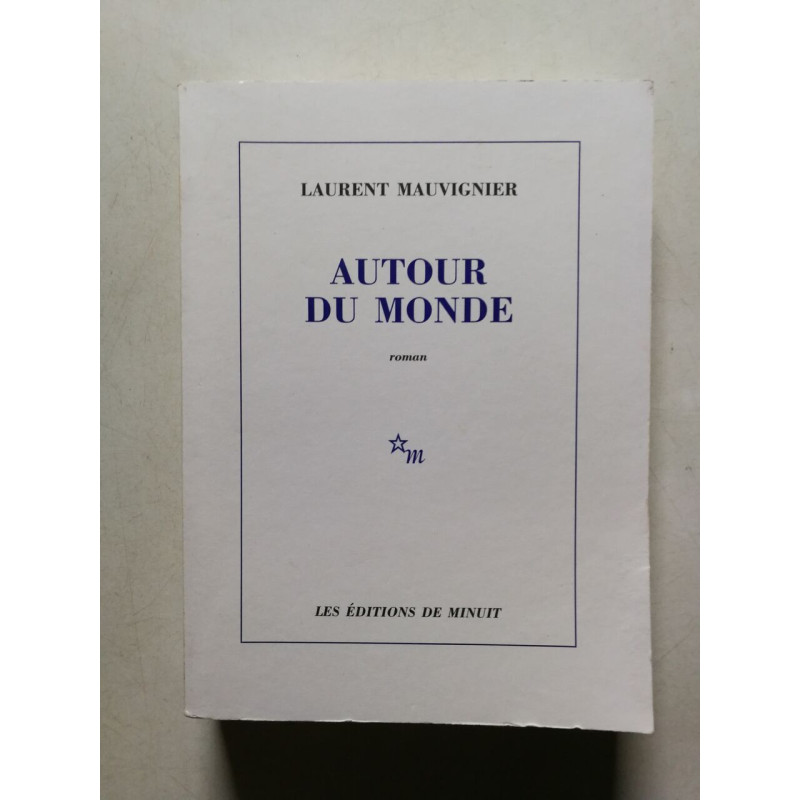 LAURENT MAUVIGNIER
AUTOUR
DU MONDE
roman
m
LES ÉDITIONS DE MINUIT